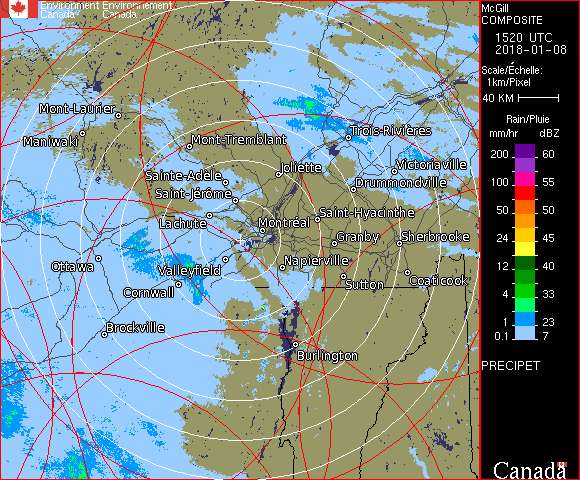 Environment Environnement
Canada Canada
McGill
COMPOSITE
1520 UTC
2018-01-08
Scale/Échelle:
1km/Pixel
40 KM
Rain/Pluie
mm/hr dBZ
200 60
100 55
50 50
24 45
12 40
4 33
1 23
0.1 7
PRECIPET
Canada
Mont-Laurier
Maniwaki
Mont-Tremblant
Trois-Rivières
Joliette
Victoriaville
Sainte-Adèle
Drummondville
Saint-Jérôme
Lachute
Montréal
Saint-Hyacinthe
Granby
Sherbrooke
Ottawa
Valleyfield
Napierville
Cornwall
Sutton
Coaticook
Brockville
Burlington